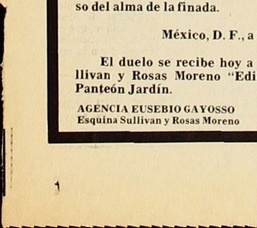 so del alma de la finada.
México, D. F., a
El duelo se recibe hoy a
llivan y Rosas Moreno "Edi
Panteón Jardín.
AGENCIA EUSEBIO GAYOSSO
Esquina Sullivan y Rosas Moreno